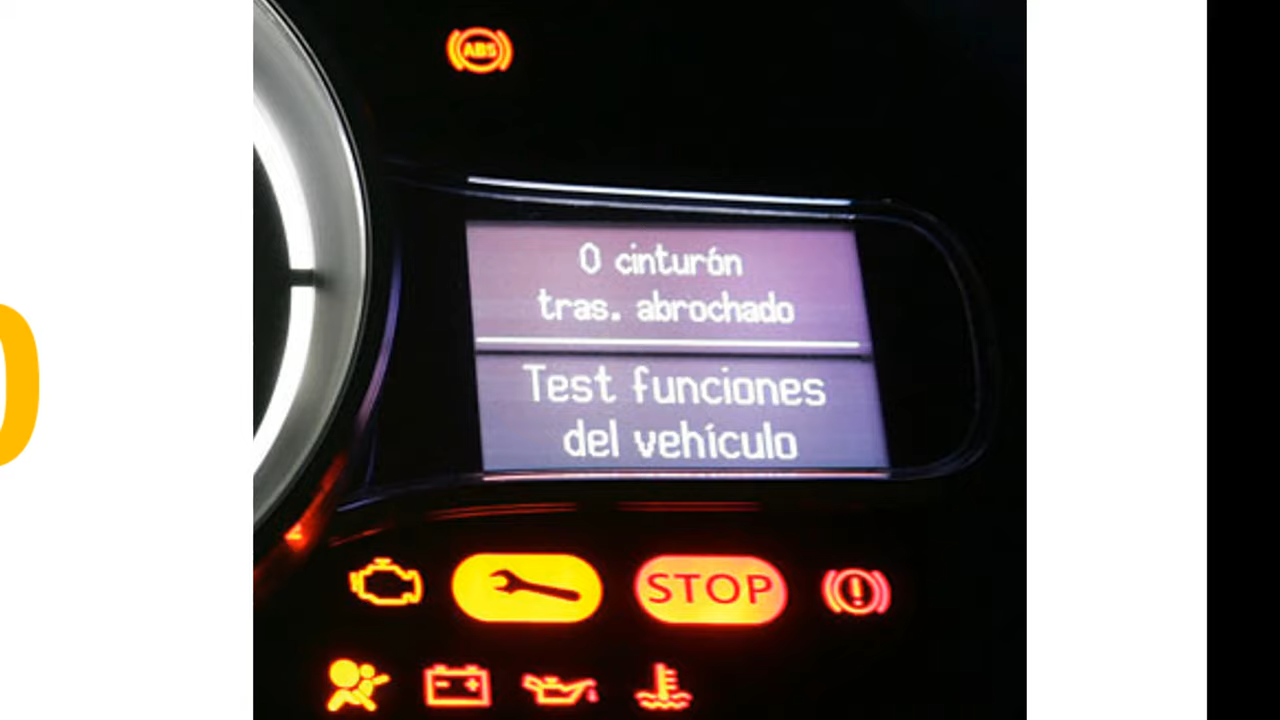 ABS
0 cinturón
tras. abrochado
Test funciones
del vehículo
STOP